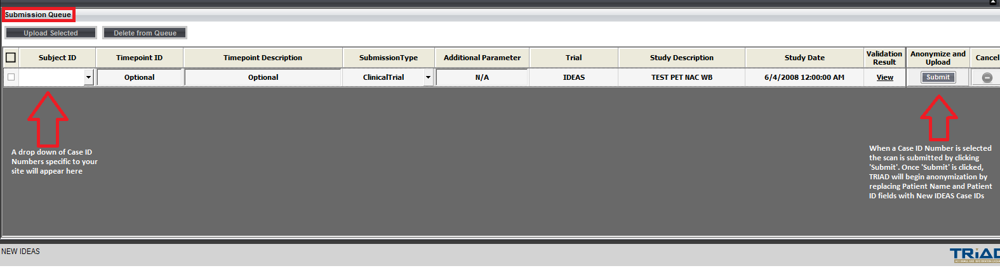 Submission Queue
Upload Selected Delete from Queue
Subject ID Timepoint ID Timepoint Description SubmissionType Additional Parameter Trial Study Description Study Date Validation Result Anonymize and Upload Cancel
Optional Optional ClinicalTrial N/A IDEAS TEST PET NAC WB 6/4/2008 12:00:00 AM View Submit
A drop down of Case ID
Numbers specific to your
site will appear here
When a Case ID Number is selected
the scan is submitted by clicking
'Submit'. Once 'Submit' is clicked,
TRIAD will begin anonymization by
replacing Patient Name and Patient
ID fields with New IDEAS Case IDs
NEW IDEAS
TRiAD